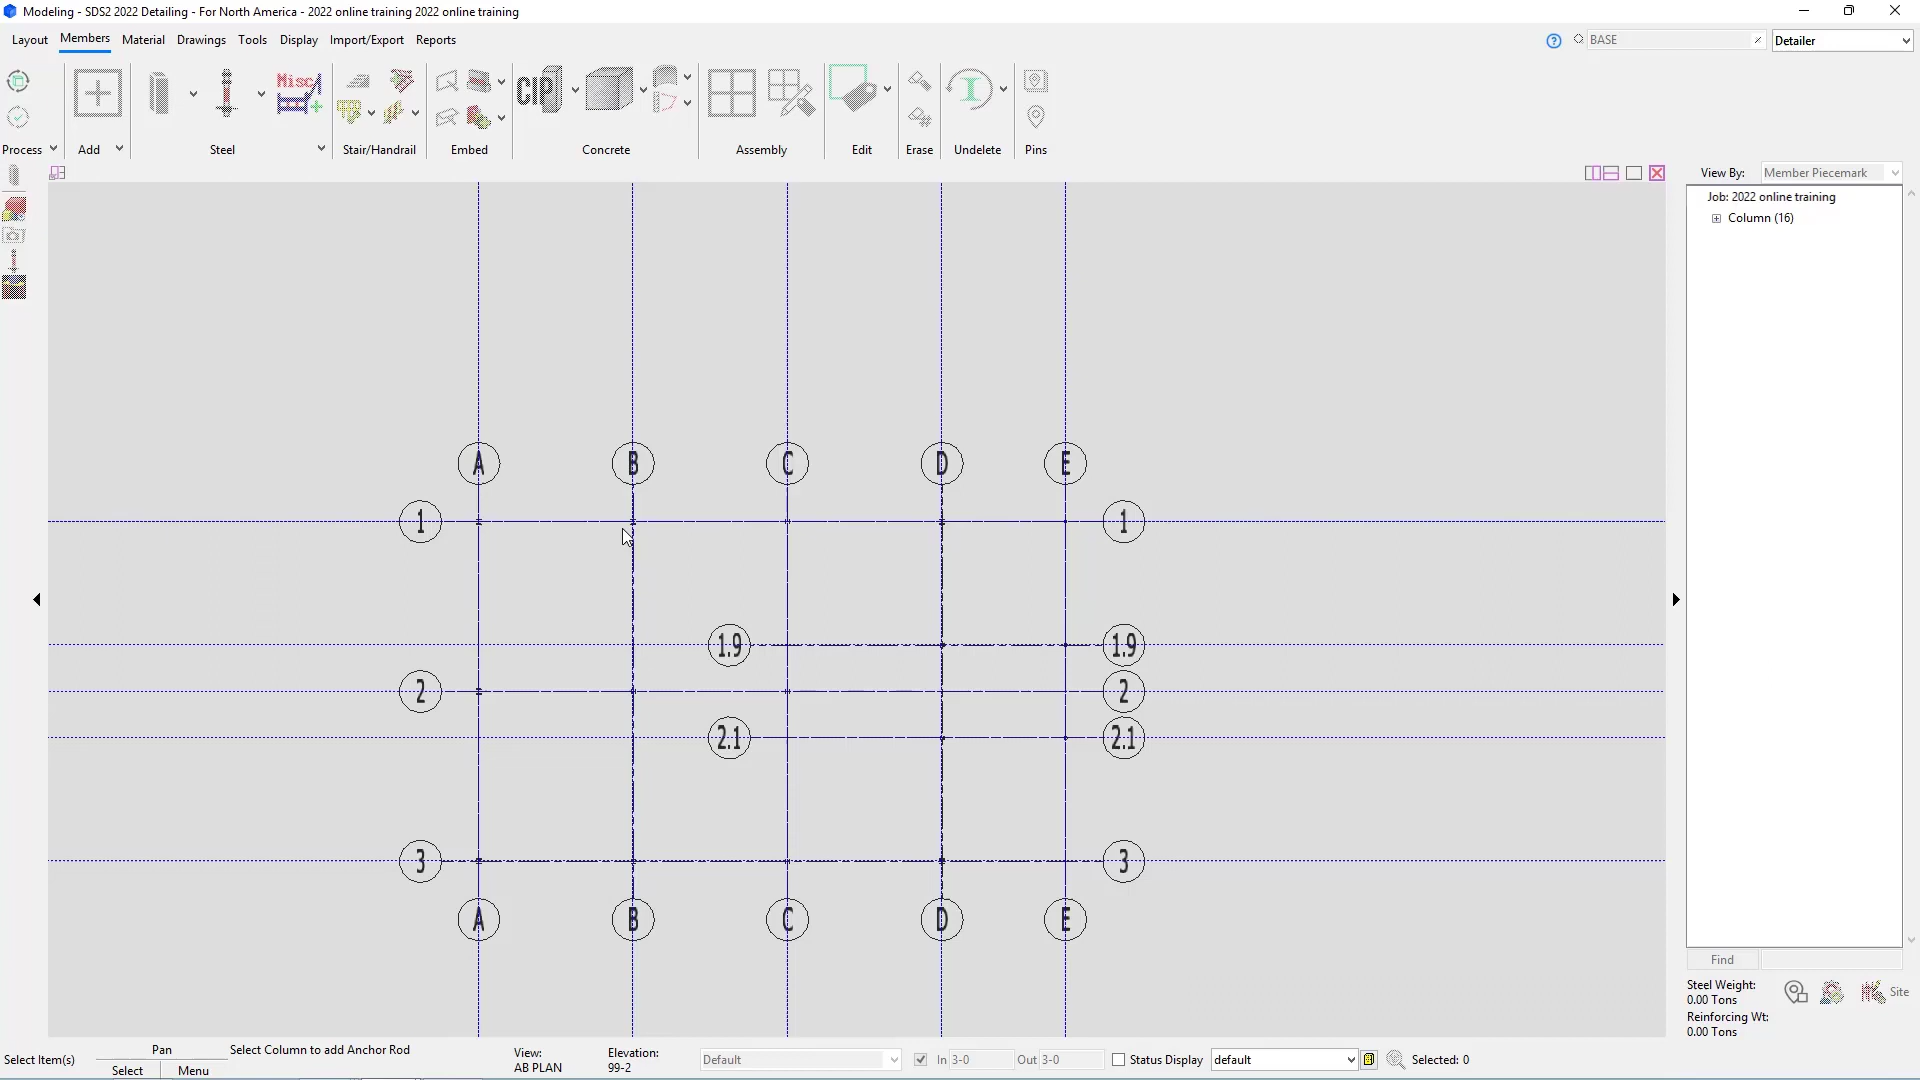 Modeling - SDS2 2022 Detailing - For North America - 2022 online training 2022 online training
Layout Members Material Drawings Tools Display Import/Export Reports
BASE
Detailer
Misc
CIP
Process Add Steel Stair/Handrail Embed Concrete Assembly Edit Erase Undelete Pins
View By: Member Piecemark
Job: 2022 online training
Column (16)
A B C D E
1 1
1.9 1.9
2 2
2.1 2.1
3 3
A B C D E
Find
Steel Weight:
0.00 Tons
Site
Reinforcing Wt:
0.00 Tons
Select Item(s)
Pan
Select Menu
Select Column to add Anchor Rod
View:
AB PLAN
Elevation:
99-2
Default
In 3-0 Out 3-0
Status Display default
Selected: 0